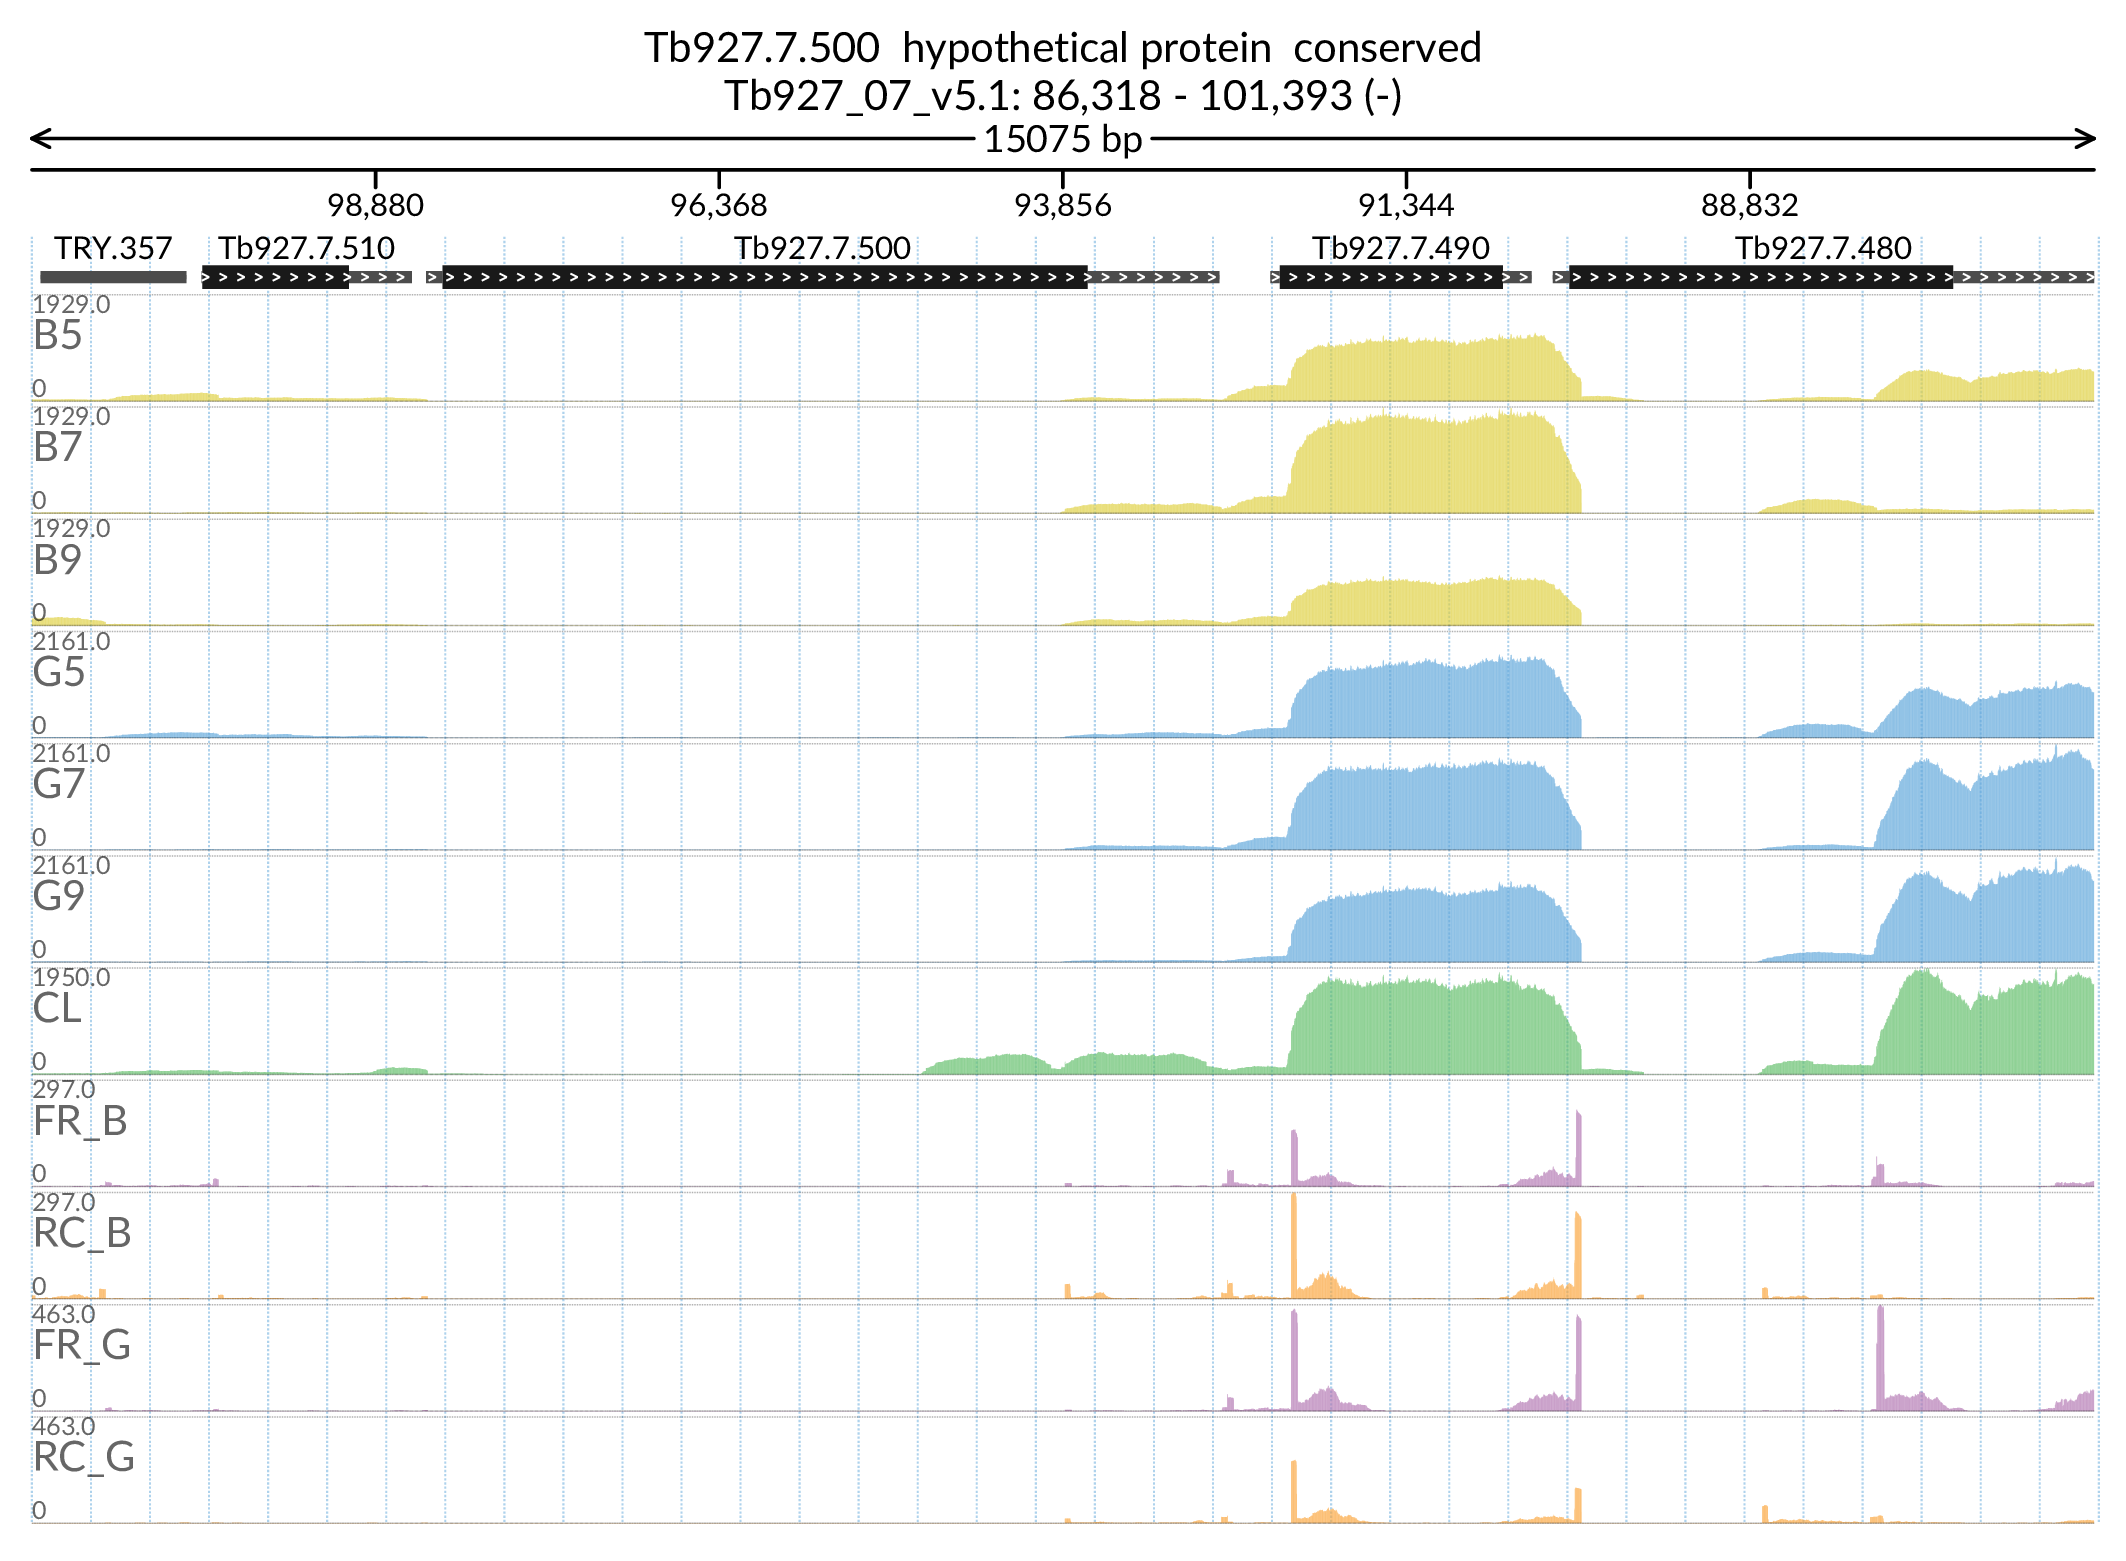 Tb927.7.500  hypothetical protein  conserved
Tb927_07_v5.1: 86,318 - 101,393 (-)
15075 bp
98,880 96,368 93,856 91,344 88,832
TRY.357 Tb927.7.510 Tb927.7.500 Tb927.7.490 Tb927.7.480
1929.0
B5
0
1929.0
B7
0
1929.0
B9
0
2161.0
G5
0
2161.0
G7
0
2161.0
G9
0
1950.0
CL
0
297.0
FR_B
0
297.0
RC_B
0
463.0
FR_G
0
463.0
RC_G
0